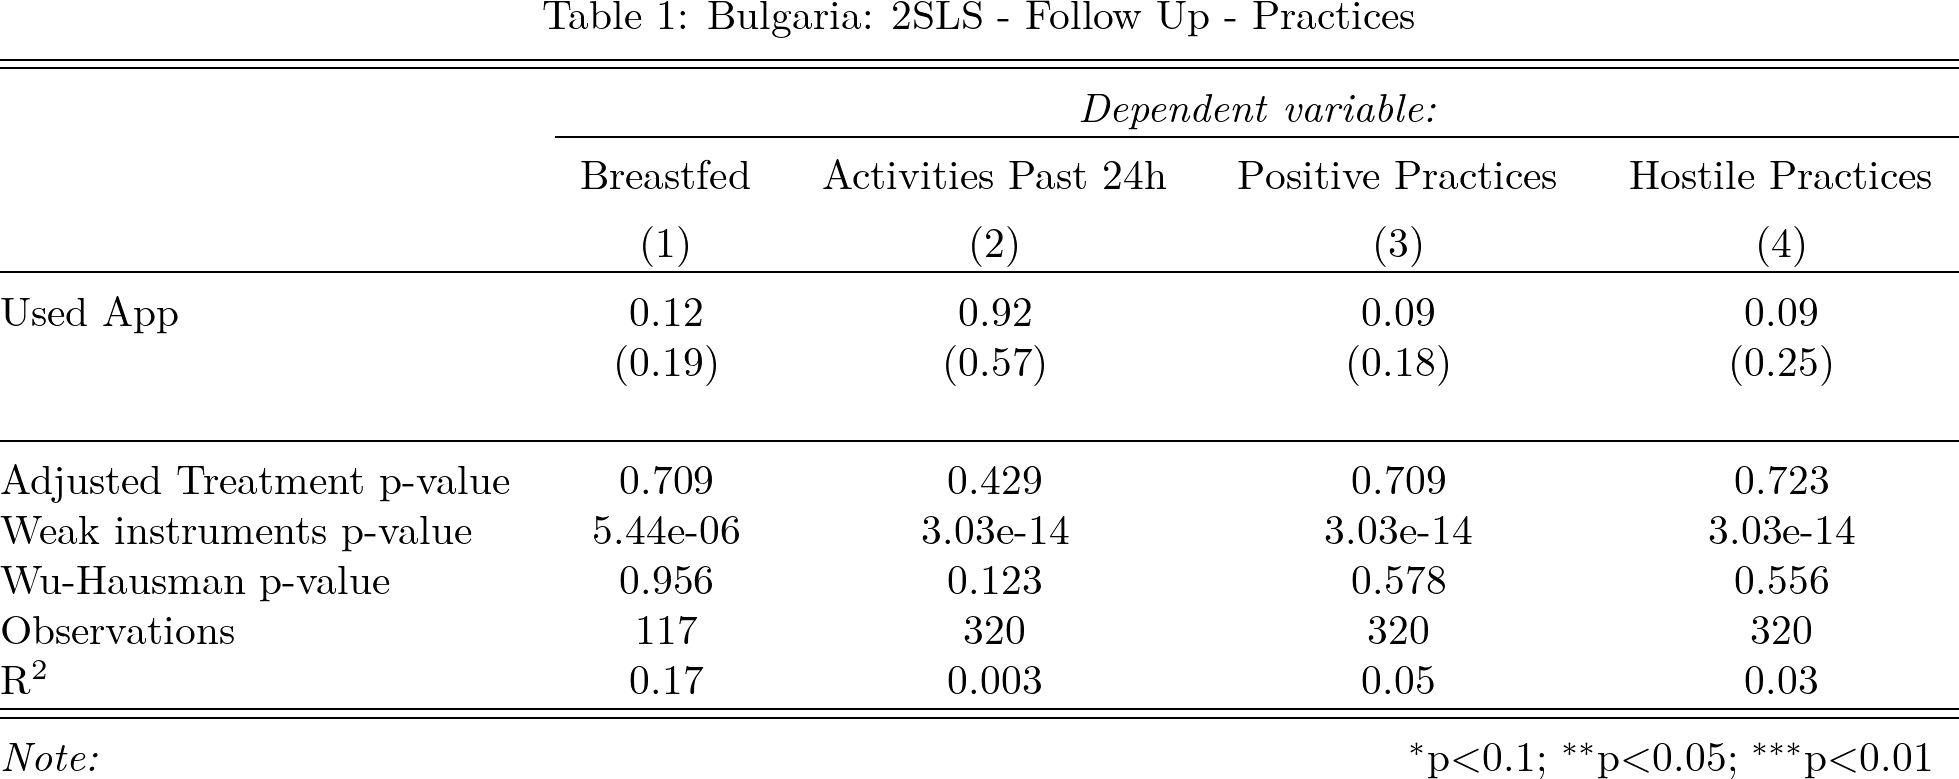 Table 1: Bulgaria: 2SLS - Follow Up - Practices
Dependent variable:
Breastfed Activities Past 24h Positive Practices Hostile Practices
(1) (2) (3) (4)
Used App 0.12 0.92 0.09 0.09
(0.19) (0.57) (0.18) (0.25)
Adjusted Treatment p-value 0.709 0.429 0.709 0.723
Weak instruments p-value 5.44e-06 3.03e-14 3.03e-14 3.03e-14
Wu-Hausman p-value 0.956 0.123 0.578 0.556
Observations 117 320 320 320
R² 0.17 0.003 0.05 0.03
Note: *p<0.1; **p<0.05; ***p<0.01